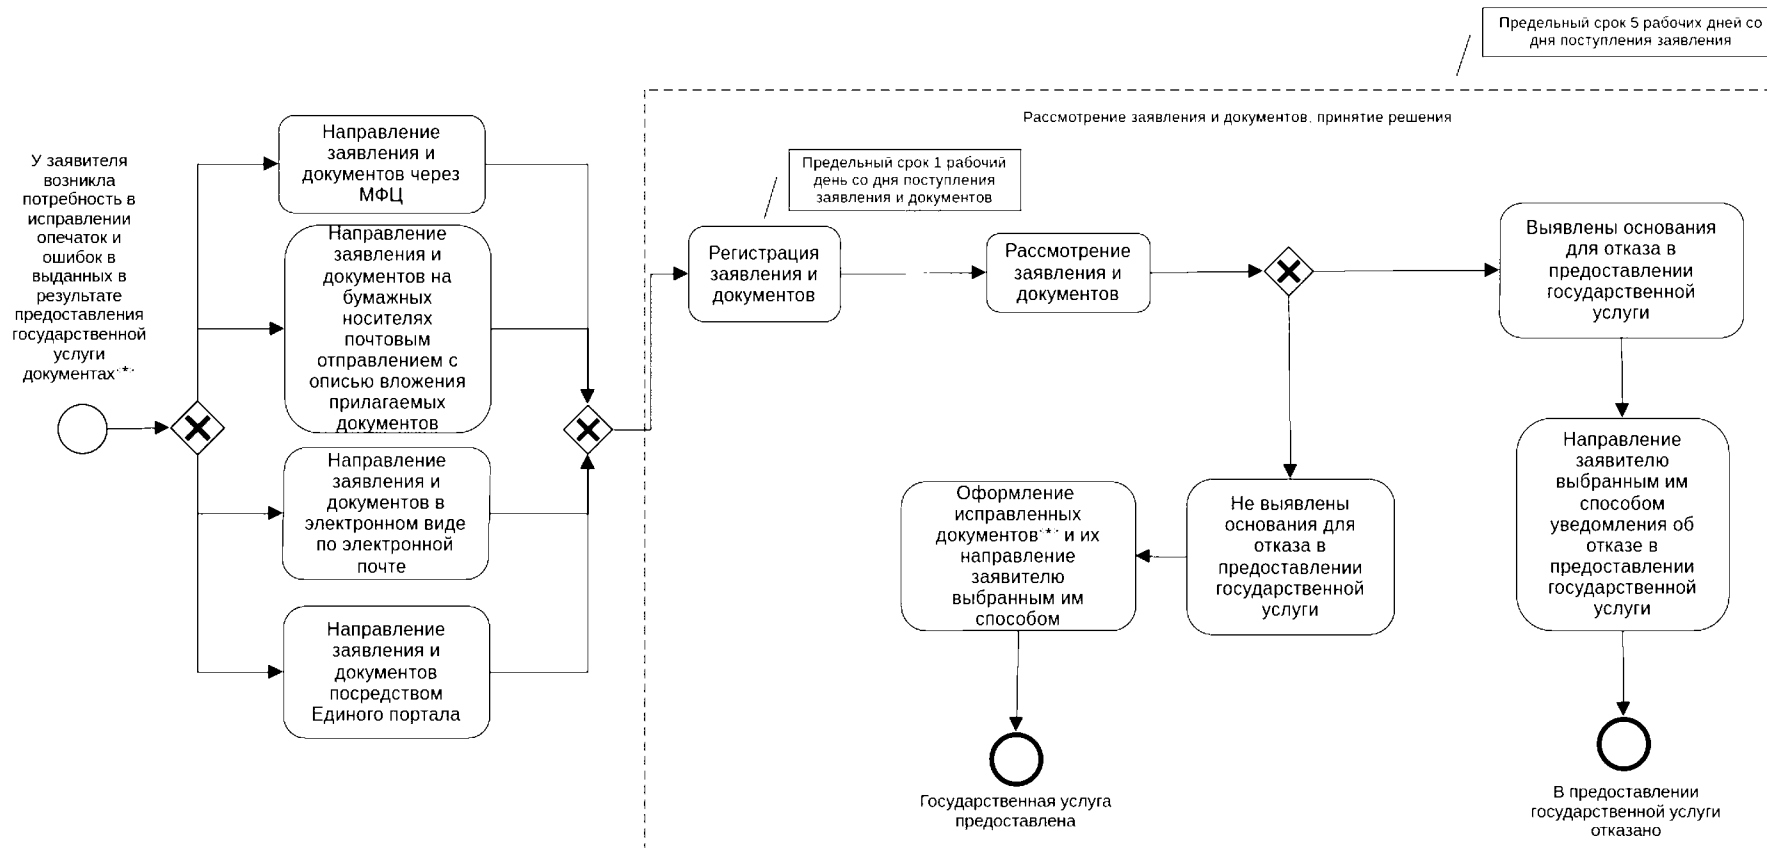 Предельный срок 5 рабочих дней со
дня поступления заявления
Рассмотрение заявления и документов, принятие решения
У заявителя
возникла
потребность в
исправлении
опечаток и
ошибок в
выданных в
результате
предоставления
государственной
услуги
документах***
Направление
заявления и
документов через
МФЦ
Направление
заявления и
документов на
бумажных
носителях
почтовым
отправлением с
описью вложения
прилагаемых
документов
Направление
заявления и
документов в
электронном виде
по электронной
почте
Направление
заявления и
документов
посредством
Единого портала
Предельный срок 1 рабочий
день со дня поступления
заявления и документов
Регистрация
заявления и
документов
Рассмотрение
заявления и
документов
Выявлены основания
для отказа в
предоставлении
государственной
услуги
Оформление
исправленных
документов*** и их
направление
заявителю
выбранным им
способом
Не выявлены
основания для
отказа в
предоставлении
государственной
услуги
Направление
заявителю
выбранным им
способом
уведомления об
отказе в
предоставлении
государственной
услуги
Государственная услуга
предоставлена
В предоставлении
государственной услуги
отказано